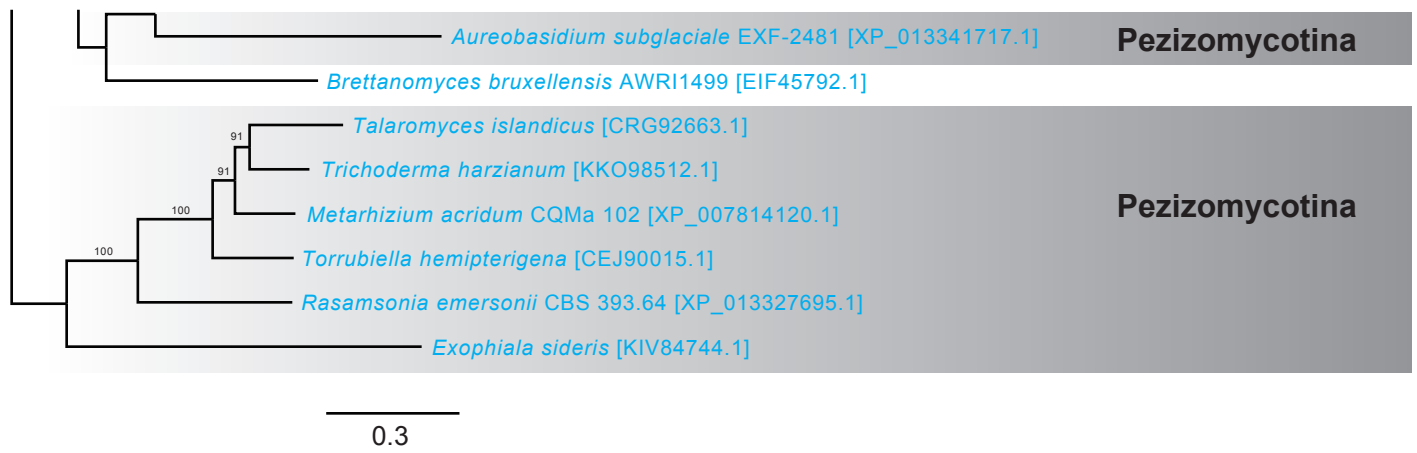 Aureobasidium subglaciale EXF-2481 [XP_013341717.1]
Pezizomycotina
Brettanomyces bruxellensis AWRI1499 [EIF45792.1]
Talaromyces islandicus [CRG92663.1]
91
Trichoderma harzianum [KKO98512.1]
91
Metarhizium acridum CQMa 102 [XP_007814120.1]
Pezizomycotina
100
Torrubiella hemipterigena [CEJ90015.1]
100
Rasamsonia emersonii CBS 393.64 [XP_013327695.1]
Exophiala sideris [KIV84744.1]
0.3